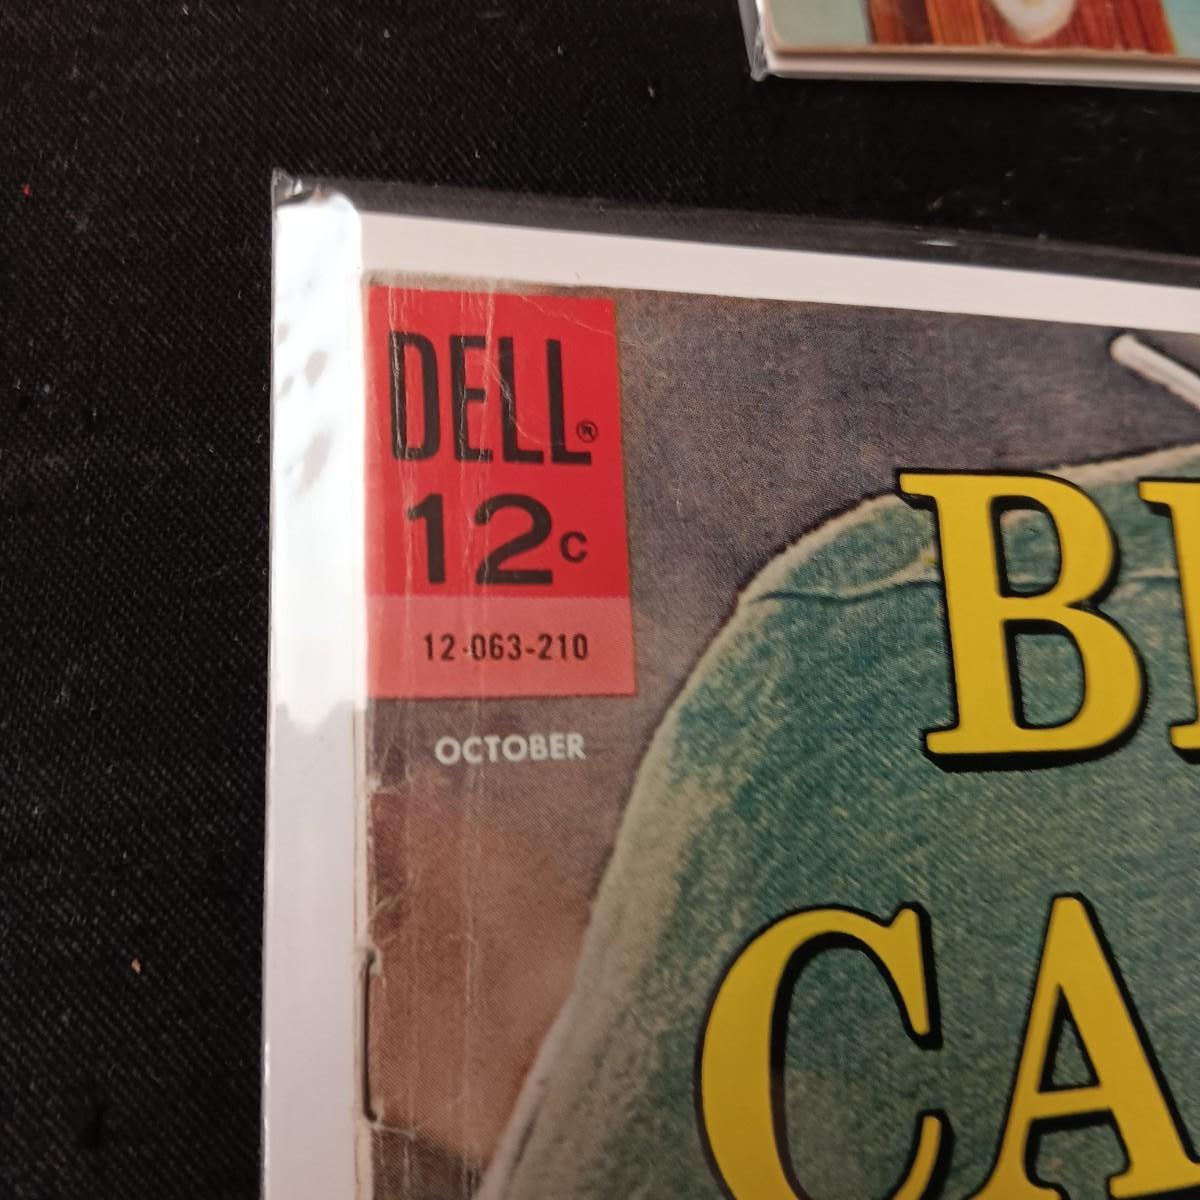 DELL®
12c
12-063-210
OCTOBER
B
CA